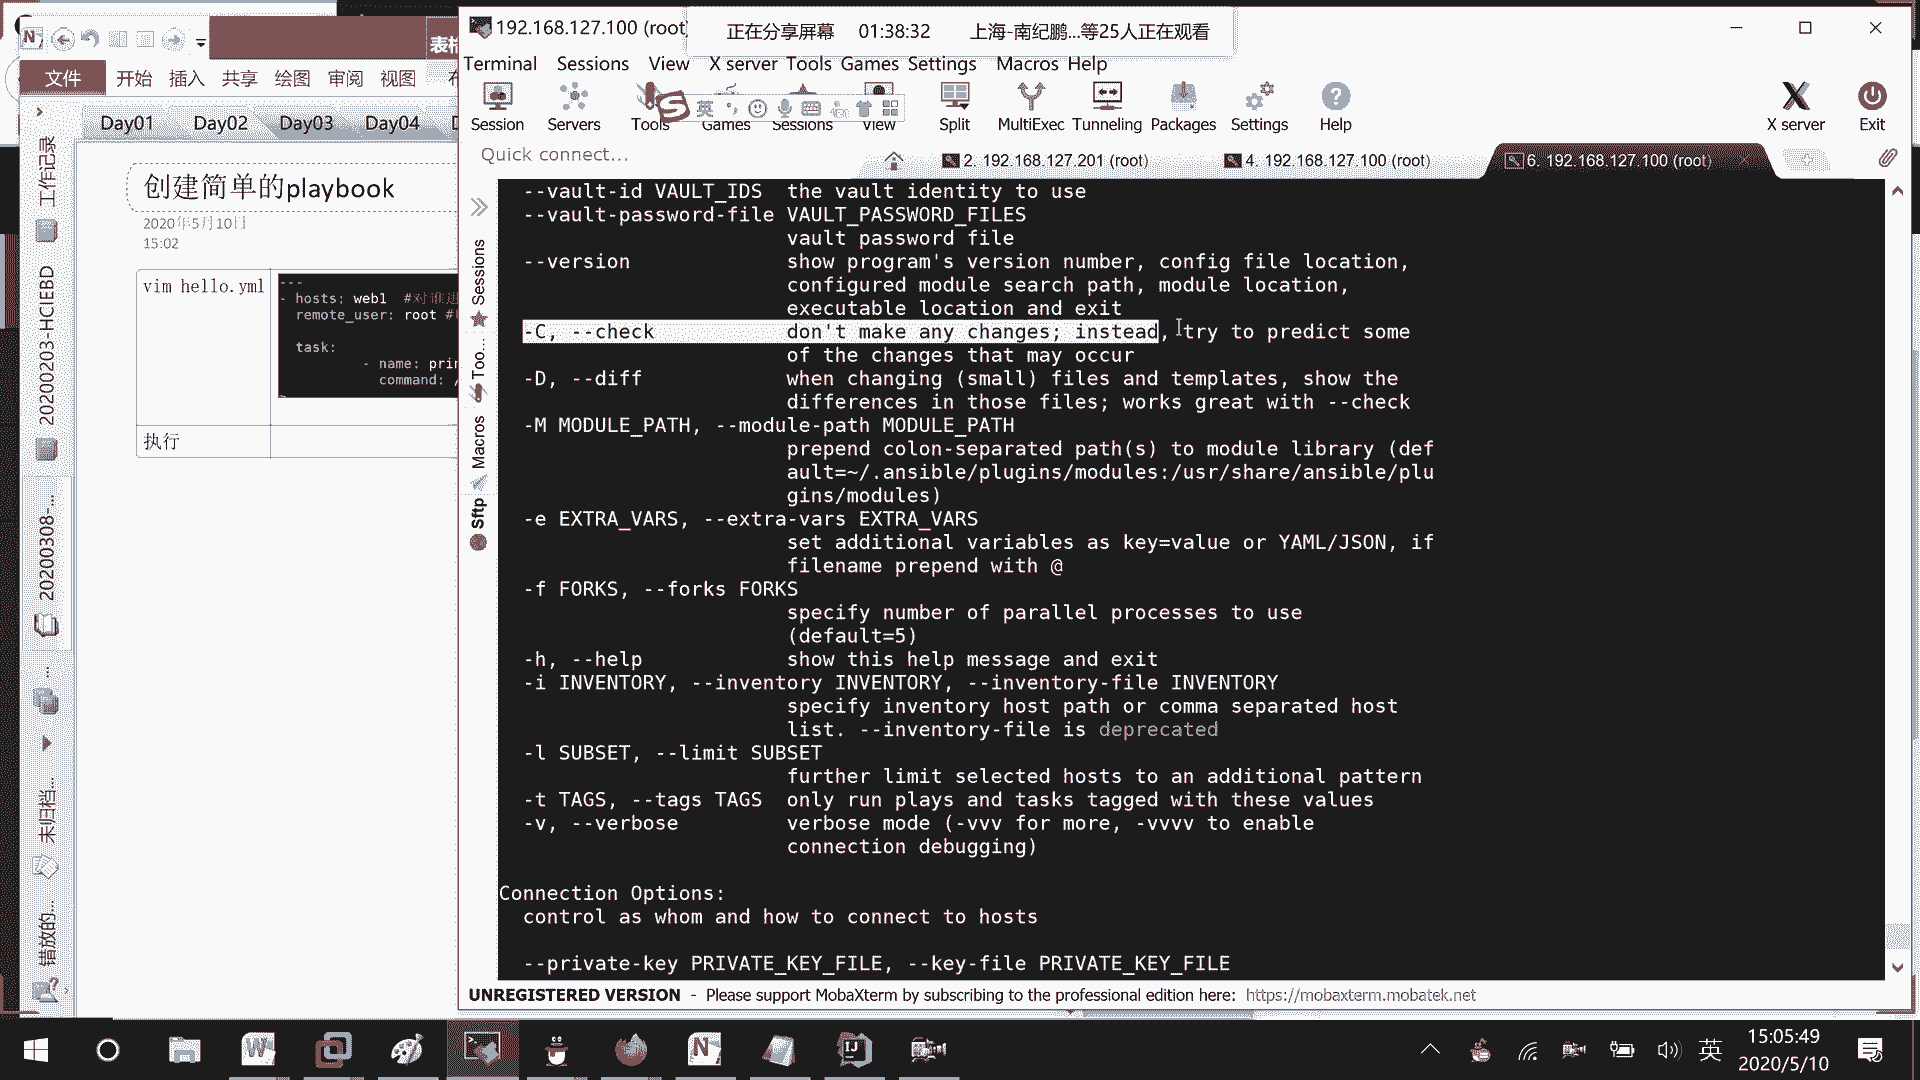 192.168.127.100 (root
正在分享屏幕 01:38:32 上海-南纪鹏...等25人正在观看
Terminal Sessions View X server Tools Games Settings Macros Help
Session Servers Tools Games Sessions View Split MultiExec Tunneling Packages Settings Help X server Exit
英
Quick connect...
2. 192.168.127.201 (root)
4. 192.168.127.100 (root)
6. 192.168.127.100 (root)
文件 开始 插入 共享 绘图 审阅 视图
Day01 Day02 Day03 Day04
工作记录
20200203-HCIEBD
20200308-...
未归档...
错放的...
创建简单的playbook
2020年5月10日
15:02
vim hello.yml
---
- hosts: web1 #对谁进
remote_user: root #
task:
- name: prin
command: /
~
执行
Sessions
Too...
Macros
Sftp
--vault-id VAULT_IDS the vault identity to use
--vault-password-file VAULT_PASSWORD_FILES
vault password file
--version show program's version number, config file location,
configured module search path, module location,
executable location and exit
-C, --check don't make any changes; instead, try to predict some
of the changes that may occur
-D, --diff when changing (small) files and templates, show the
differences in those files; works great with --check
-M MODULE_PATH, --module-path MODULE_PATH
prepend colon-separated path(s) to module library (def
ault=~/.ansible/plugins/modules:/usr/share/ansible/plu
gins/modules)
-e EXTRA_VARS, --extra-vars EXTRA_VARS
set additional variables as key=value or YAML/JSON, if
filename prepend with @
-f FORKS, --forks FORKS
specify number of parallel processes to use
(default=5)
-h, --help show this help message and exit
-i INVENTORY, --inventory INVENTORY, --inventory-file INVENTORY
specify inventory host path or comma separated host
list. --inventory-file is deprecated
-l SUBSET, --limit SUBSET
further limit selected hosts to an additional pattern
-t TAGS, --tags TAGS only run plays and tasks tagged with these values
-v, --verbose verbose mode (-vvv for more, -vvvv to enable
connection debugging)
Connection Options:
control as whom and how to connect to hosts
--private-key PRIVATE_KEY_FILE, --key-file PRIVATE_KEY_FILE
UNREGISTERED VERSION - Please support MobaXterm by subscribing to the professional edition here: https://mobaxterm.mobatek.net
英
15:05:49
2020/5/10